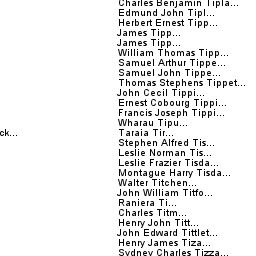 Charles Benjamin Tipla...
Edmund John Tipl...
Herbert Ernest Tipp...
James Tipp...
James Tipp...
William Thomas Tipp...
Samuel Arthur Tippe...
Samuel John Tippe...
Thomas Stephens Tippet...
John Cecil Tippi...
Ernest Cobourg Tippi...
Francis Joseph Tippi...
Wharau Tipu...
ck... Taraia Tir...
Stephen Alfred Tis...
Leslie Norman Tis...
Leslie Frazier Tisda...
Montague Harry Tisda...
Walter Titchen...
John William Titfo...
Raniera Ti...
Charles Titm...
Henry John Titt...
John Edward Tittlet...
Henry James Tiza...
Sydney Charles Tizza...